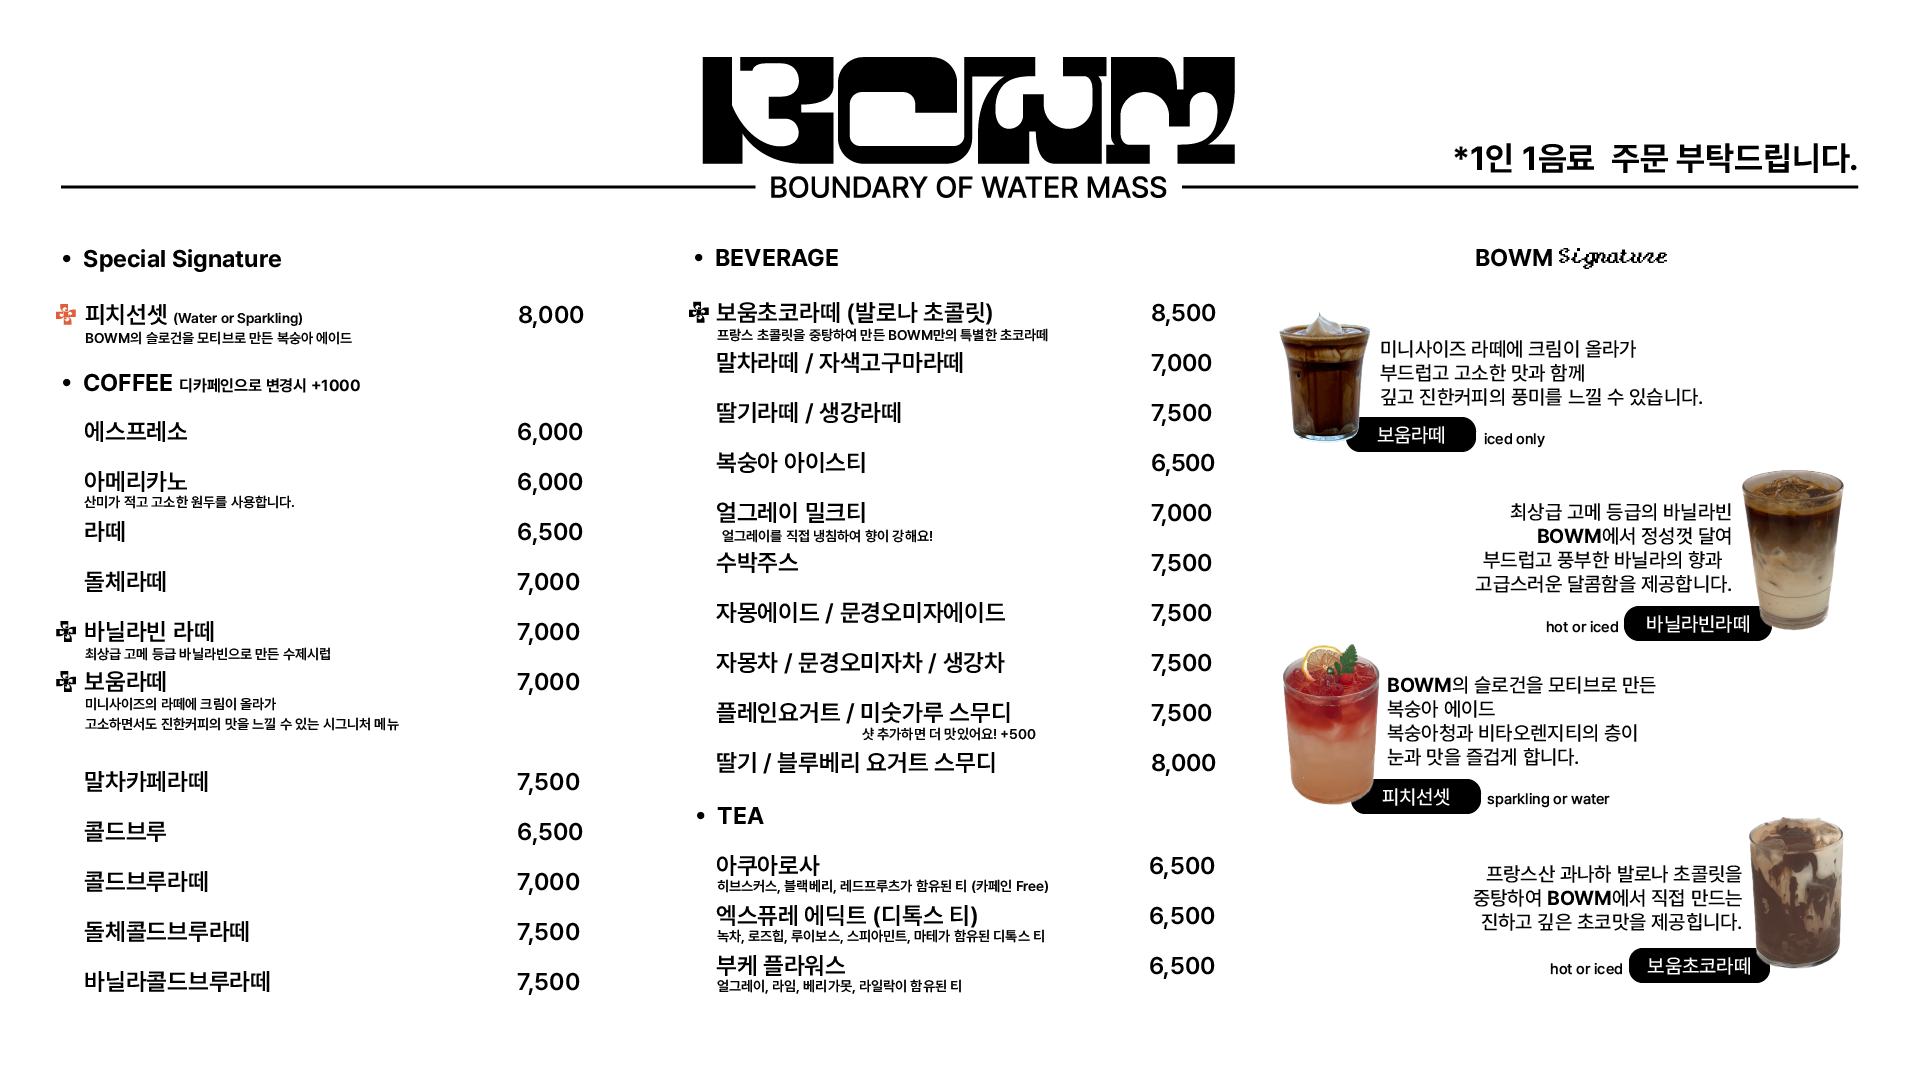 BOWM
BOUNDARY OF WATER MASS
*1인 1음료 주문 부탁드립니다.
• Special Signature
피치선셋 (Water or Sparkling) 8,000
BOWM의 슬로건을 모티브로 만든 복숭아 에이드
• COFFEE 디카페인으로 변경시 +1000
에스프레소 6,000
아메리카노 6,000
산미가 적고 고소한 원두를 사용합니다.
라떼 6,500
돌체라떼 7,000
바닐라빈 라떼 7,000
최상급 고메 등급 바닐라빈으로 만든 수제시럽
보움라떼 7,000
미니사이즈의 라떼에 크림이 올라가
고소하면서도 진한커피의 맛을 느낄 수 있는 시그니처 메뉴
말차카페라떼 7,500
콜드브루 6,500
콜드브루라떼 7,000
돌체콜드브루라떼 7,500
바닐라콜드브루라떼 7,500
• BEVERAGE
보움초코라떼 (발로나 초콜릿) 8,500
프랑스 초콜릿을 중탕하여 만든 BOWM만의 특별한 초코라떼
말차라떼 / 자색고구마라떼 7,000
딸기라떼 / 생강라떼 7,500
복숭아 아이스티 6,500
얼그레이 밀크티 7,000
얼그레이를 직접 냉침하여 향이 강해요!
수박주스 7,500
자몽에이드 / 문경오미자에이드 7,500
자몽차 / 문경오미자차 / 생강차 7,500
플레인요거트 / 미숫가루 스무디 7,500
샷 추가하면 더 맛있어요! +500
딸기 / 블루베리 요거트 스무디 8,000
• TEA
아쿠아로사 6,500
히브스커스, 블랙베리, 레드프루츠가 함유된 티 (카페인 Free)
엑스퓨레 에딕트 (디톡스 티) 6,500
녹차, 로즈힙, 루이보스, 스피아민트, 마테가 함유된 디톡스 티
부케 플라워스 6,500
얼그레이, 라임, 베리가못, 라일락이 함유된 티
BOWM Signature
미니사이즈 라떼에 크림이 올라가
부드럽고 고소한 맛과 함께
깊고 진한커피의 풍미를 느낄 수 있습니다.
보움라떼 iced only
최상급 고메 등급의 바닐라빈
BOWM에서 정성껏 달여
부드럽고 풍부한 바닐라의 향과
고급스러운 달콤함을 제공합니다.
hot or iced 바닐라빈라떼
BOWM의 슬로건을 모티브로 만든
복숭아 에이드
복숭아청과 비타오렌지티의 층이
눈과 맛을 즐겁게 합니다.
피치선셋 sparkling or water
프랑스산 과나하 발로나 초콜릿을
중탕하여 BOWM에서 직접 만드는
진하고 깊은 초코맛을 제공힙니다.
hot or iced 보움초코라떼